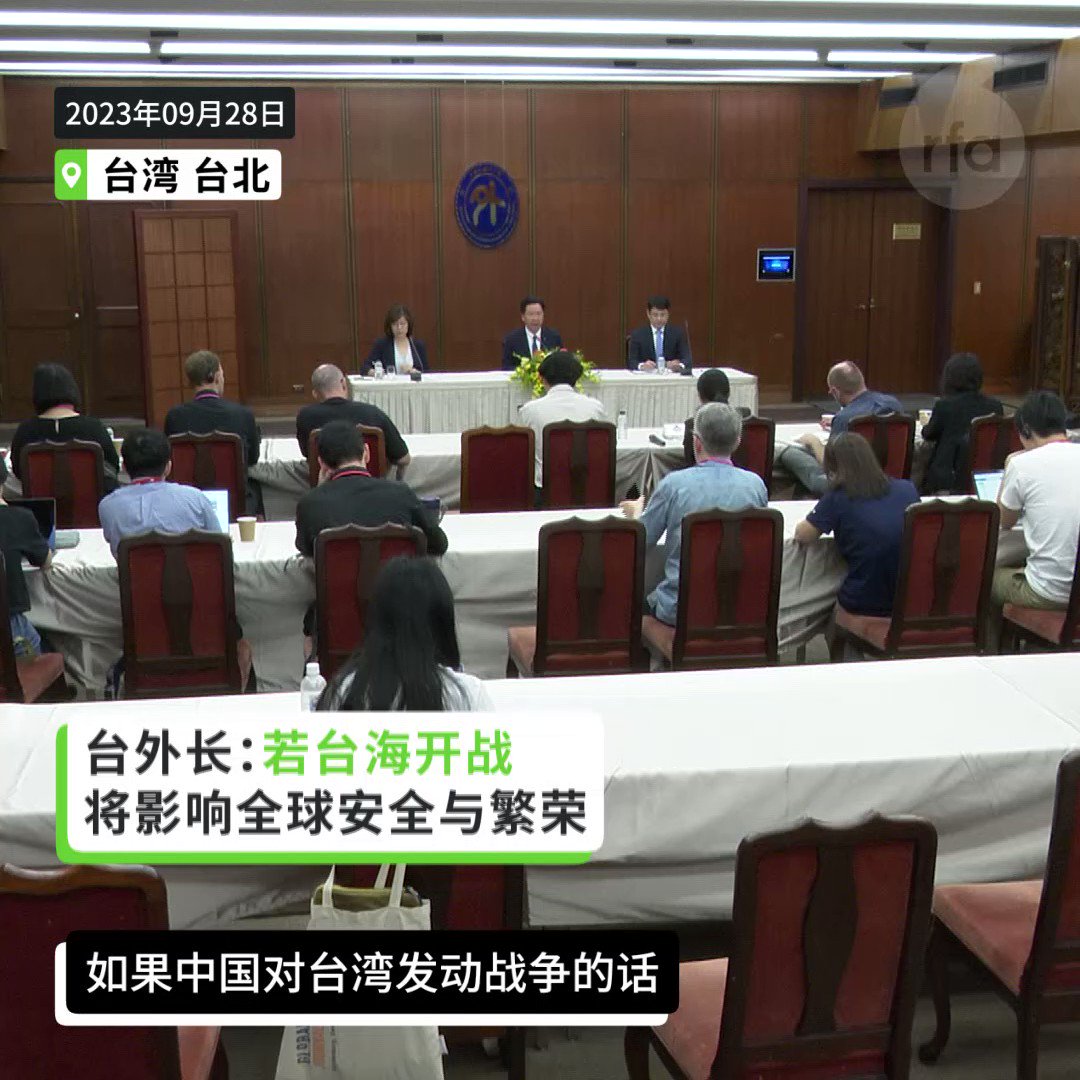 2023年09月28日
台湾 台北
rfa
台外长：若台海开战
将影响全球安全与繁荣
如果中国对台湾发动战争的话
GLOBAL